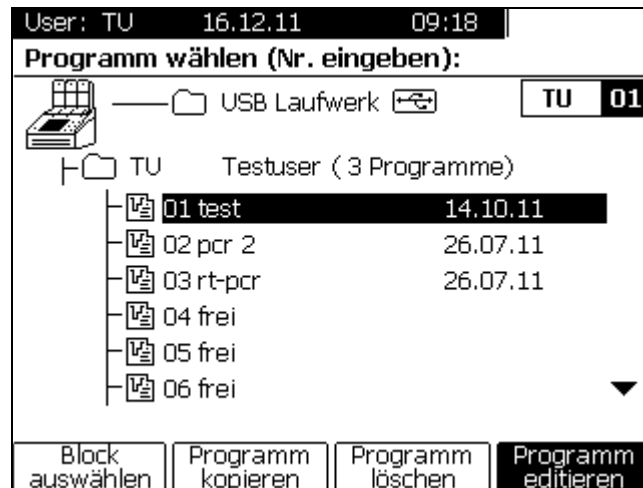 User: TU 16.12.11 09:18
Programm wählen (Nr. eingeben):
USB Laufwerk TU 01
TU Testuser ( 3 Programme)
01 test 14.10.11
02 pcr 2 26.07.11
03 rt-pcr 26.07.11
04 frei
05 frei
06 frei
Block auswählen
Programm kopieren
Programm löschen
Programm editieren